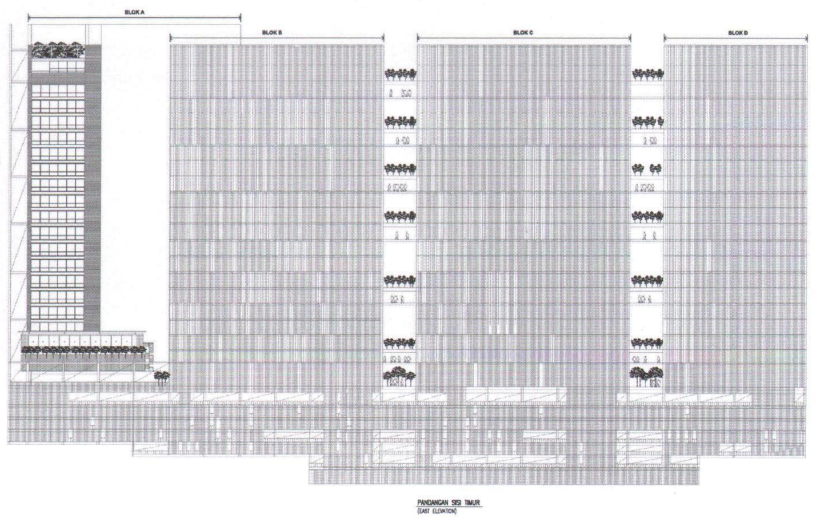 BLOK A
BLOK B
BLOK C
BLOK D
PANDANGAN SISI TIMUR
(EAST ELEVATION)